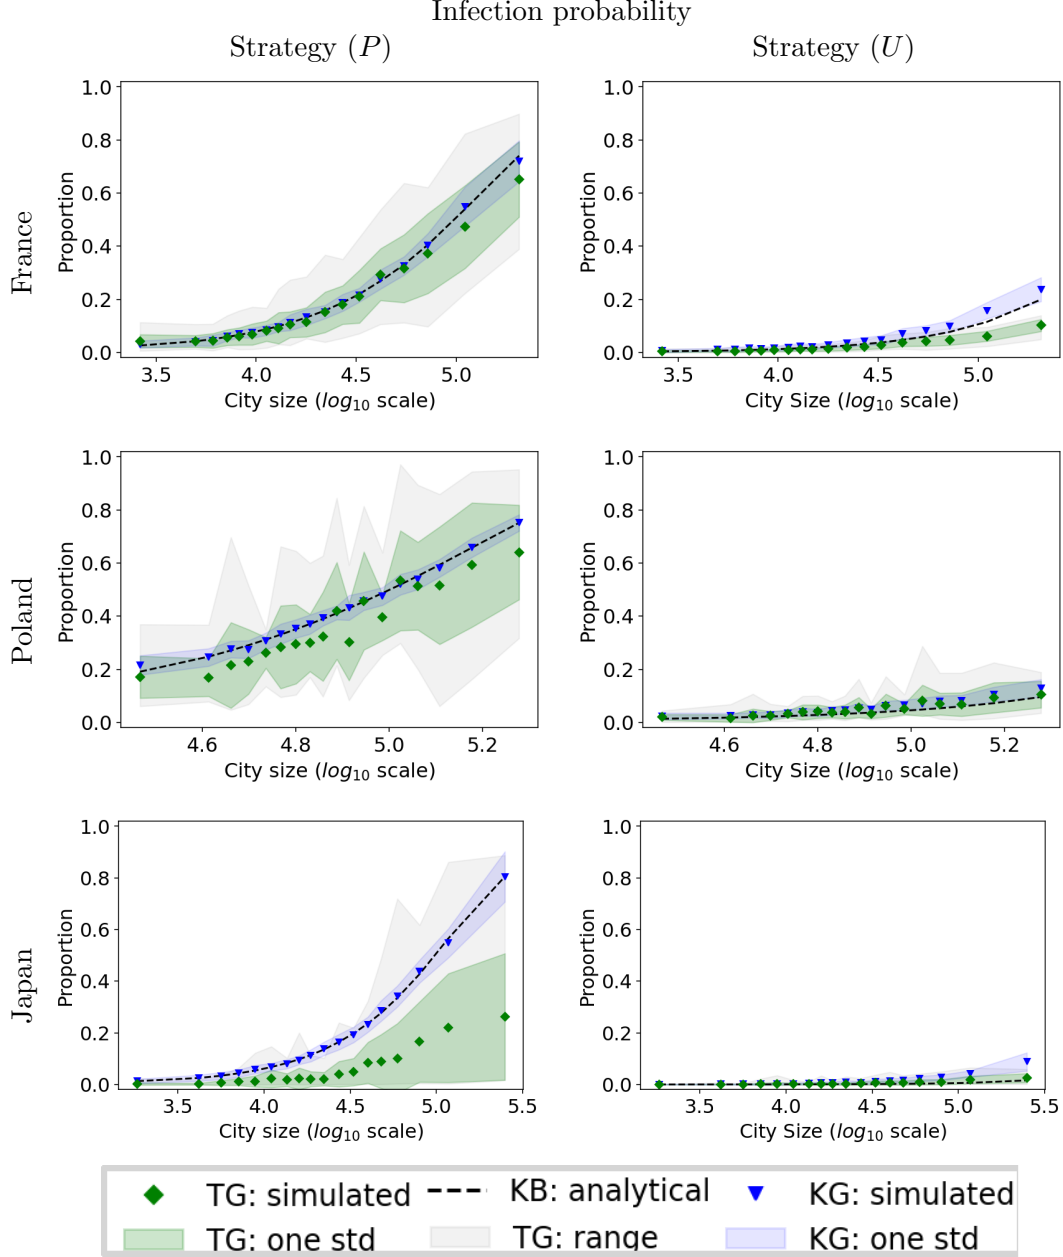 Infection probability
Strategy (P)
Strategy (U)
France
Proportion
1.0
0.8
0.6
0.4
0.2
0.0
3.5 4.0 4.5 5.0
City size (log10 scale)
Proportion
1.0
0.8
0.6
0.4
0.2
0.0
3.5 4.0 4.5 5.0
City Size (log10 scale)
Poland
Proportion
1.0
0.8
0.6
0.4
0.2
0.0
4.6 4.8 5.0 5.2
City size (log10 scale)
Proportion
1.0
0.8
0.6
0.4
0.2
0.0
4.6 4.8 5.0 5.2
City Size (log10 scale)
Japan
Proportion
1.0
0.8
0.6
0.4
0.2
0.0
3.5 4.0 4.5 5.0 5.5
City size (log10 scale)
Proportion
1.0
0.8
0.6
0.4
0.2
0.0
3.5 4.0 4.5 5.0 5.5
City Size (log10 scale)
TG: simulated KB: analytical KG: simulated
TG: one std TG: range KG: one std